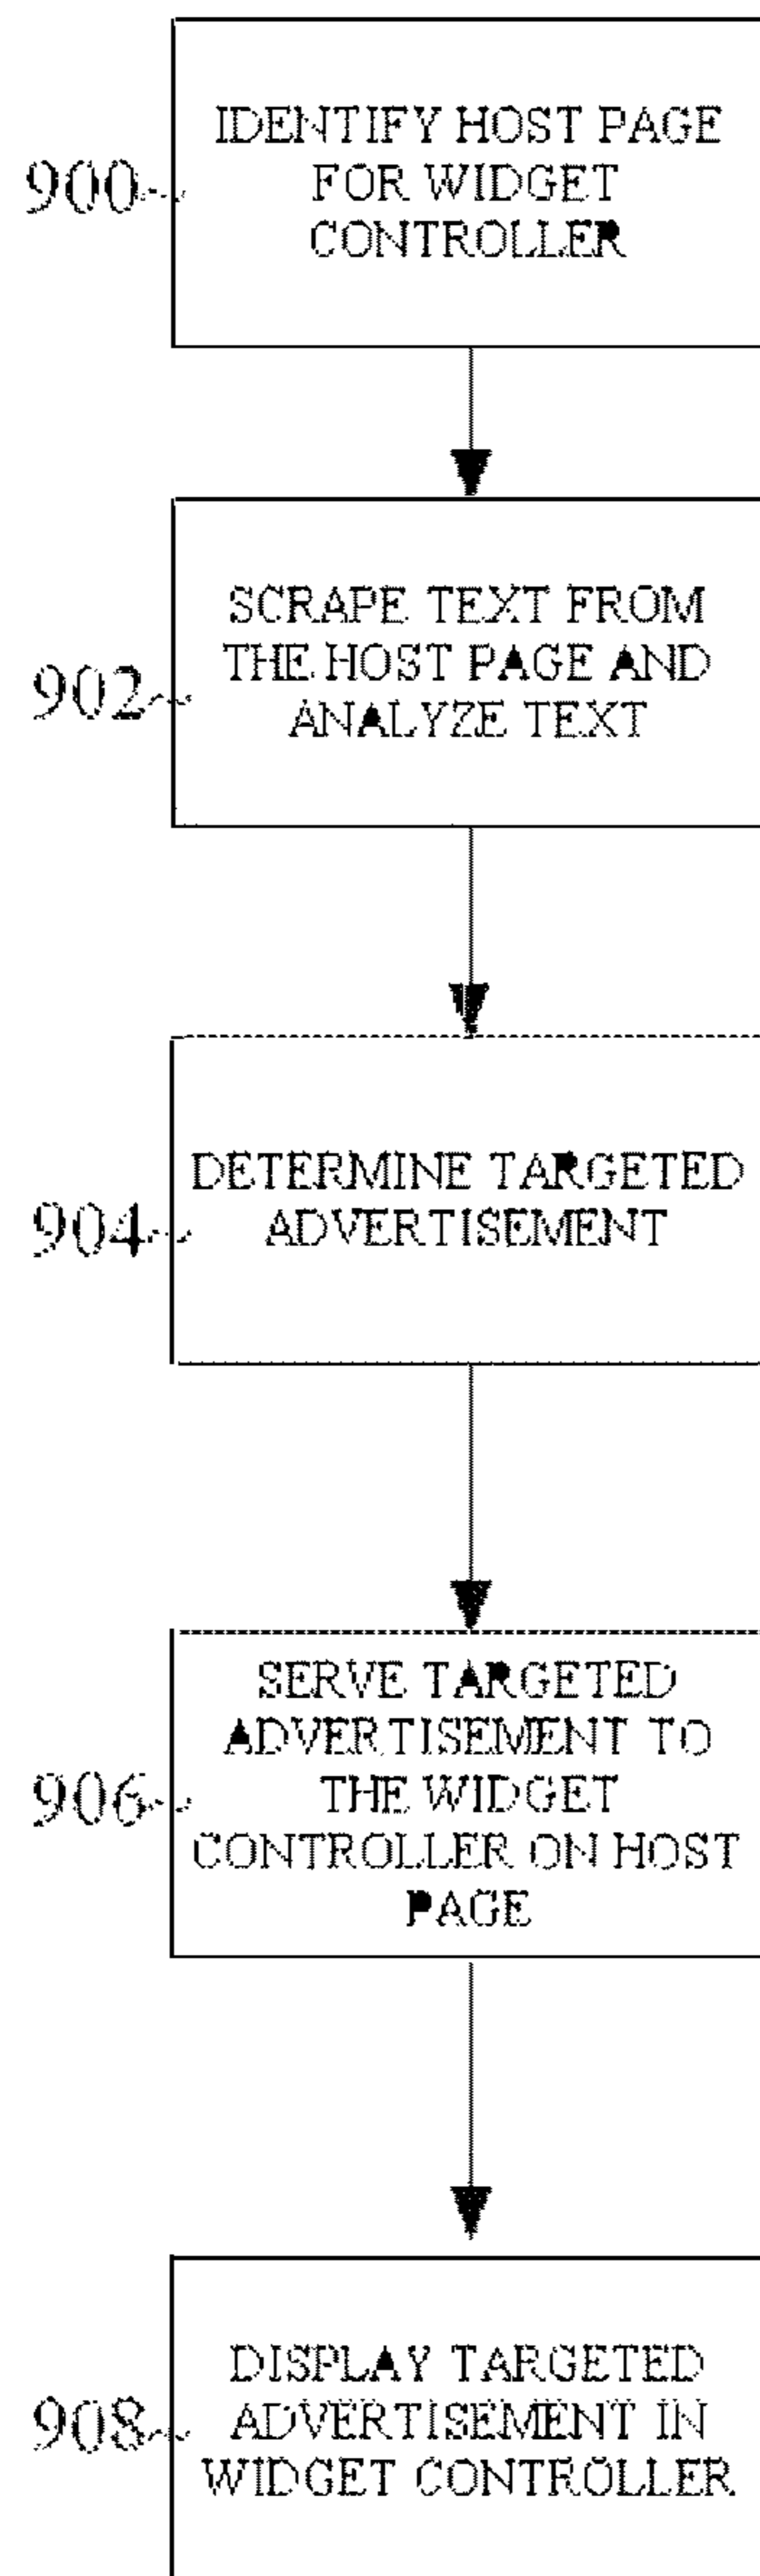 IDENTIFY HOST PAGE
FOR WIDGET
CONTROLLER
900
SCRAPE TEXT FROM
THE HOST PAGE AND
ANALYZE TEXT
902
DETERMINE TARGETED
ADVERTISEMENT
904
SERVE TARGETED
ADVERTISEMENT TO
THE WIDGET
CONTROLLER ON HOST
PAGE
906
DISPLAY TARGETED
ADVERTISEMENT IN
WIDGET CONTROLLER
908